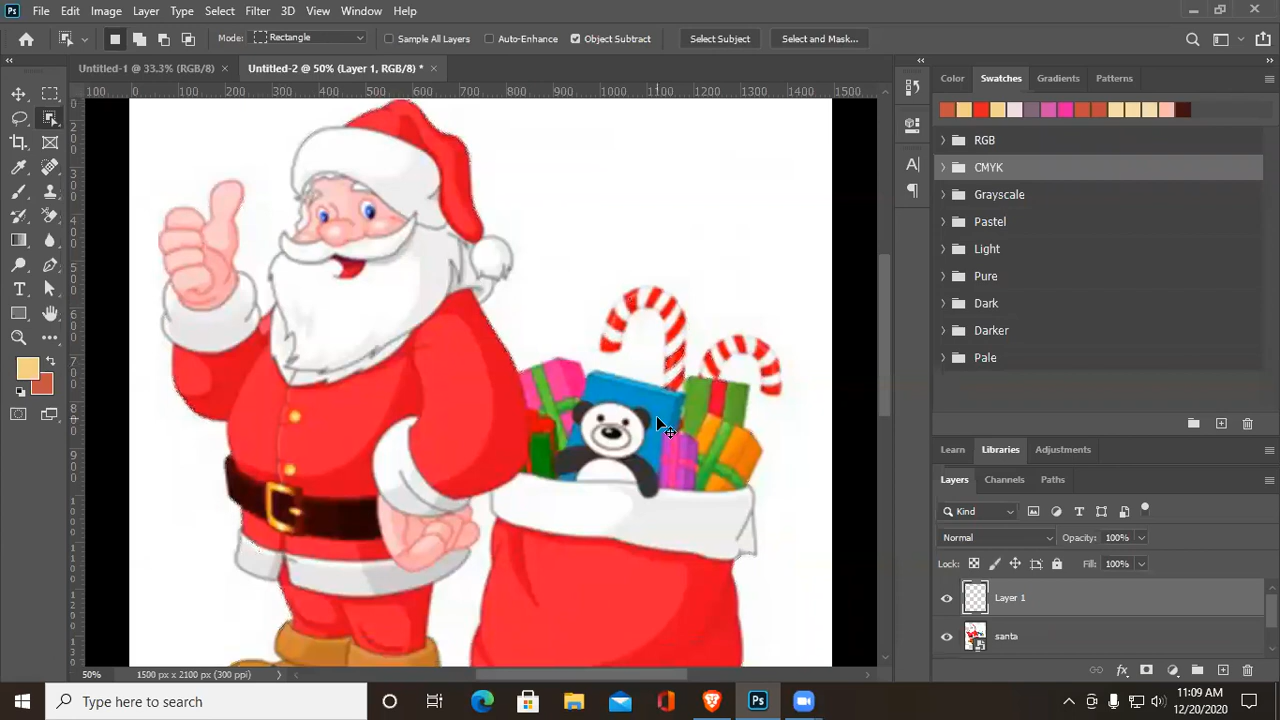 Ps File Edit Image Layer Type Select Filter 3D View Window Help
Mode: Rectangle Sample All Layers Auto-Enhance Object Subtract Select Subject Select and Mask...
Untitled-1 @ 33.3% (RGB/8) × Untitled-2 @ 50% (Layer 1, RGB/8) * ×
100 0 100 200 300 400 500 600 700 800 900 1000 1100 1200 1300 1400 1500
Color Swatches Gradients Patterns
RGB
CMYK
Grayscale
Pastel
Light
Pure
Dark
Darker
Pale
Learn Libraries Adjustments
Layers Channels Paths
Kind
Normal Opacity: 100%
Lock: Fill: 100%
Layer 1
santa
50% 1500 px x 2100 px (300 ppi)
Type here to search
:09 AM
12/20/2020